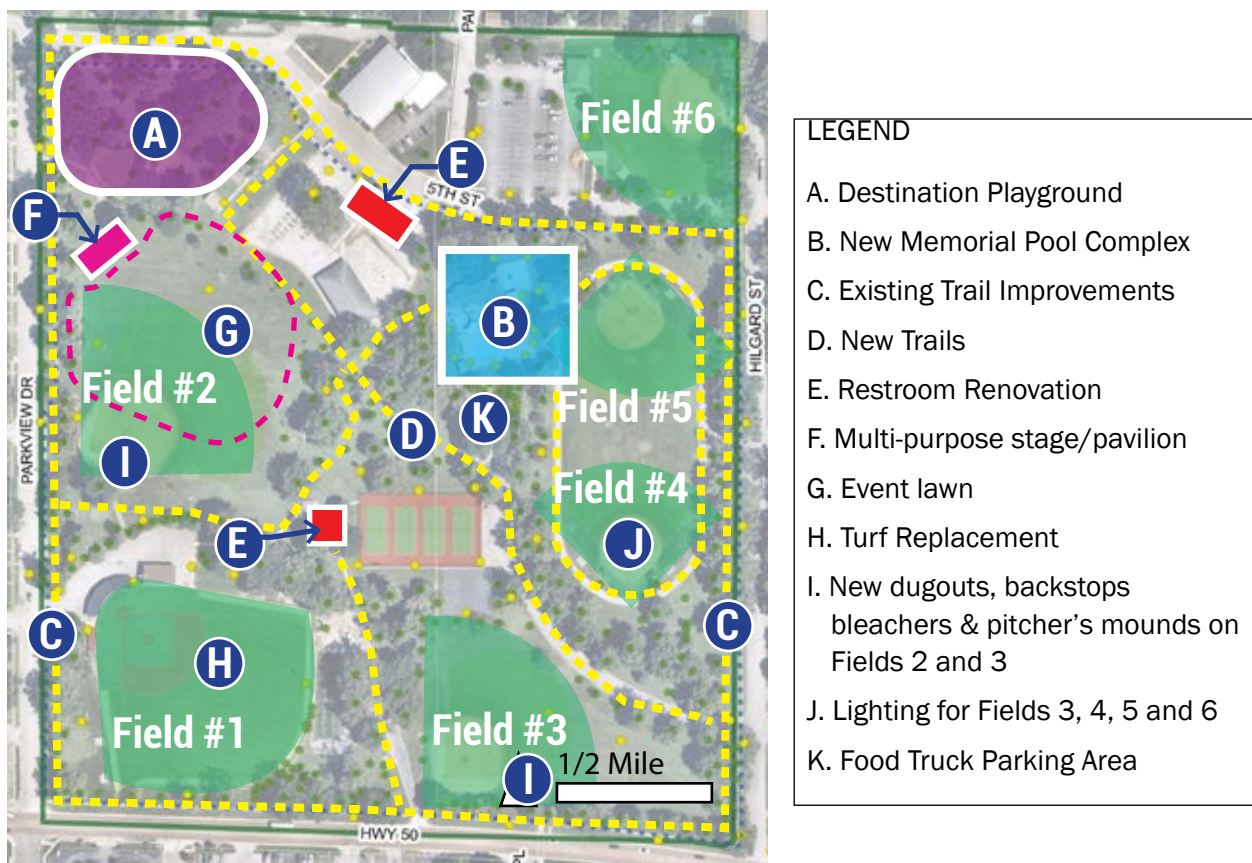 PAR
Field #6
A
E
5TH ST
F
HILGARD ST
B
G
Field #2
PARKVIEW DR
K
Field #5
D
I
Field #4
E
J
C
C
H
Field #3
Field #1
1/2 Mile
I
HWY 50
PL
LEGEND
A. Destination Playground
B. New Memorial Pool Complex
C. Existing Trail Improvements
D. New Trails
E. Restroom Renovation
F. Multi-purpose stage/pavilion
G. Event lawn
H. Turf Replacement
I. New dugouts, backstops
bleachers & pitcher's mounds on
Fields 2 and 3
J. Lighting for Fields 3, 4, 5 and 6
K. Food Truck Parking Area